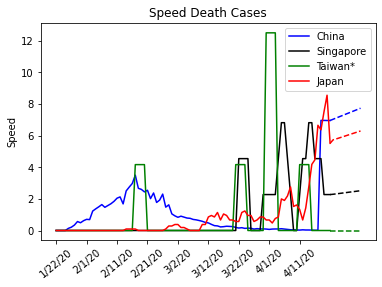 Speed Death Cases
China
Singapore
Taiwan*
Japan
Speed
12
10
8
6
4
2
0
1/22/20
2/1/20
2/11/20
2/21/20
3/2/20
3/12/20
3/22/20
4/1/20
4/11/20